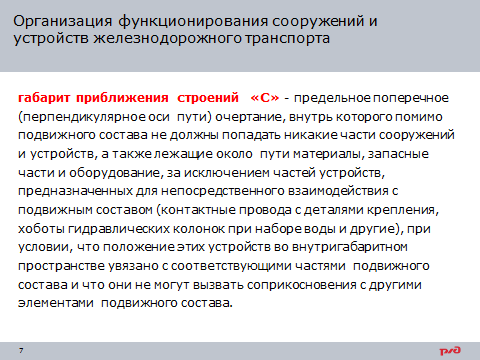 Организация функционирования сооружений и
устройств железнодорожного транспорта
габарит приближения строений «С» - предельное поперечное
(перпендикулярное оси пути) очертание, внутрь которого помимо
подвижного состава не должны попадать никакие части сооружений
и устройств, а также лежащие около пути материалы, запасные
части и оборудование, за исключением частей устройств,
предназначенных для непосредственного взаимодействия с
подвижным составом (контактные провода с деталями крепления,
хоботы гидравлических колонок при наборе воды и другие), при
условии, что положение этих устройств во внутригабаритном
пространстве увязано с соответствующими частями подвижного
состава и что они не могут вызвать соприкосновения с другими
элементами подвижного состава.
7
ржд